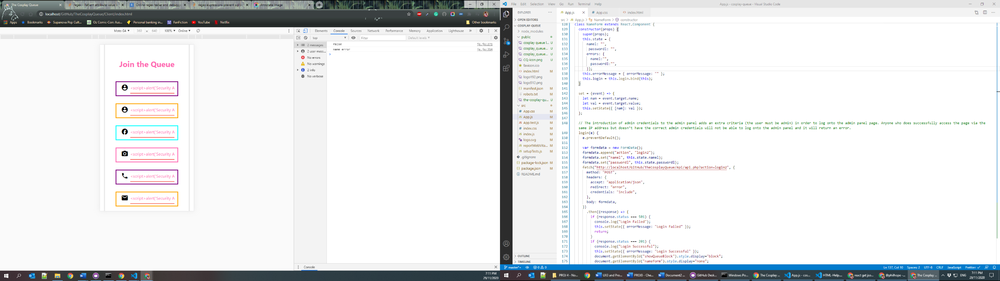 The Cosplay Queue
regex - Pattern attribute value is
Online regex tester and debugge
regex expressions prevent sql/s
Annotate Image
localhost/GitHub/TheCosplayQueue/Client/index.html
Apps
Bookmarks
Supanova Pop Cult...
Oz Comic-Con: Aus...
Personal banking in...
FanFiction
YouTube
Netflix
Other bookmarks
Moto G4 ▼ 360 × 640 100% ▼ Online ▼
Elements Console Sources Network Performance Memory Application Lighthouse »
top
Filter
Default levels ▼
2 messages
2 user mess...
No errors
No warnings
2 info
No verbose
false js.js:271
name error js.js:314
Join the Queue
<script>alert('Security A
<script>alert('Security A
<script>alert('Security A
<script>alert('Security A
<script>alert('Security A
<script>alert('Security A
Console
7:11 PM
29/11/2020
File Edit Selection View Go Run Terminal Help
App.js - cosplay-queue - Visual Studio Code
EXPLORER
OPEN EDITORS
COSPLAY-QUEUE
node_modules
public
cosplay queue l... U
cosplay_queue... U
cosplay_queue... U
CQ-icon.png U
favicon.ico
index.html M
logo192.png
logo512.png
manifest.json M
robots.txt M
the-cosplay-qu... U
src
App.css M
App.js M
App.test.js M
index.css M
index.js M
logo.svg M
reportWebVita... M
setupTests.js M
.gitignore
package-lock.json M
package.json M
README.md
OUTLINE
TIMELINE
App.js
App.css
index.html
src > App.js > NameForm > constructor
128 class NameForm extends React.Component {
129 constructor(props) {
130 super(props);
131 this.state = {
132 namel: "",
133 passwordl: "",
134 errors: {
135 namel:"",
136 passwordl:"",
137 }};
138 this.errorMessage = { errorMessage: "" };
139 this.login = this.login.bind(this);
140 }
141
142 set = (event) => {
143 let nam = event.target.name;
144 let val = event.target.value;
145 this.setState({ [nam]: val });
146 };
147
148 // The introduction of admin credentials to the admin panel adds an extra criteria (the user must be admin) in order to log onto the admin panel page. Anyone who does successfully access the page via the
same IP address but doesn't have the correct admin credentials will not be able to log onto the admin panel and it will return an error.
149 login(e) {
150 e.preventDefault();
151
152 var formdata = new FormData();
153 formdata.append("action", "login2");
154 formdata.set("namel", this.state.namel);
155 formdata.set("passwordl", this.state.passwordl);
156 fetch("http://localhost/GitHub/TheCosplayQueue/Api/api.php?action=login2", {
157 method: "POST",
158 headers: {
159 accept: "application/json",
160 redirect: "error",
161 credentials: "include",
162 },
163 body: formdata,
164 })
165 .then((response) => {
166 if (response.status === 501) {
167 console.log("Login Failed");
168 this.setState({ errorMessage: "Login Failed" });
169 return;
170 }
171 if (response.status === 201) {
172 console.log("Login Successful");
173 this.setState({ errorMessage: "Login Successful" });
174 document.getElementById("showQueueBlock").style.display="block";
175 document.getElementById("nameform").style.display="none";
master*+ 0 0
Ln 137, Col 10 Spaces: 2 UTF-8 CRLF JavaScript Prettier: ✓
PROJ 4 - No...
UX3 and Pro...
PROJ3 - Che...
Document2 ...
GitHub Desk...
Windows Po...
The Cosplay ...
App.js - cos...
HTML-Help...
react get jso...
@philhope -...
The Cosplay ...
ENG
7:11 PM
29/11/2020